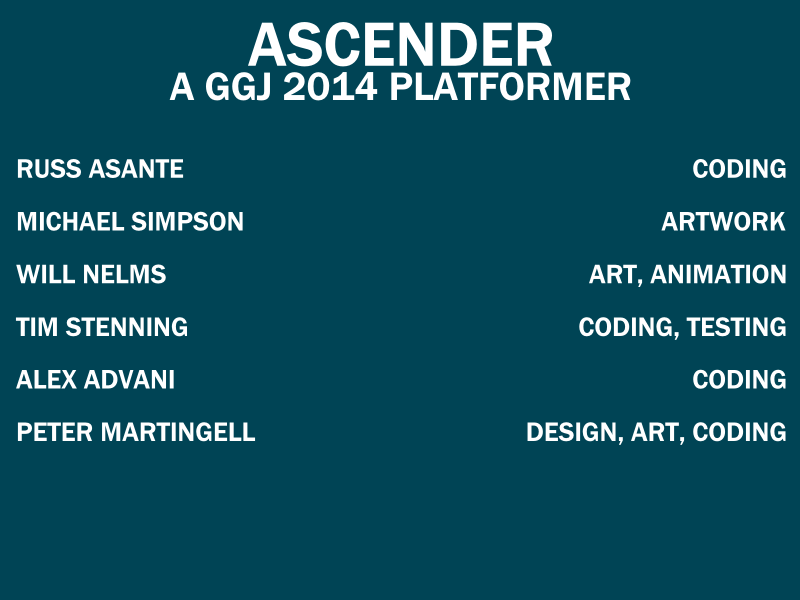 ASCENDER
A GGJ 2014 PLATFORMER
RUSS ASANTE CODING
MICHAEL SIMPSON ARTWORK
WILL NELMS ART, ANIMATION
TIM STENNING CODING, TESTING
ALEX ADVANI CODING
PETER MARTINGELL DESIGN, ART, CODING